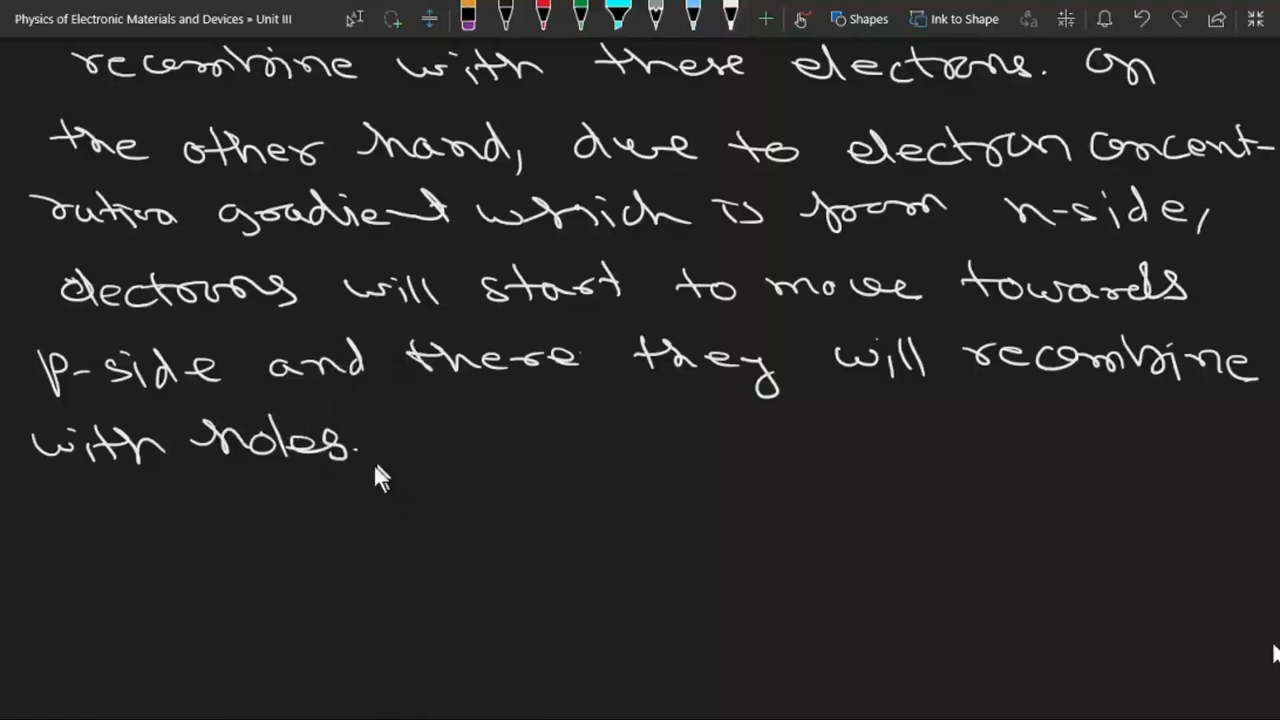 Physics of Electronic Materials and Devices » Unit III
Shapes
Ink to Shape
recombine with these electrons. On
the other hand, due to electron concent-
ration gradient which is from n-side,
electrons will start to move towards
p-side and there they will recombine
with holes.